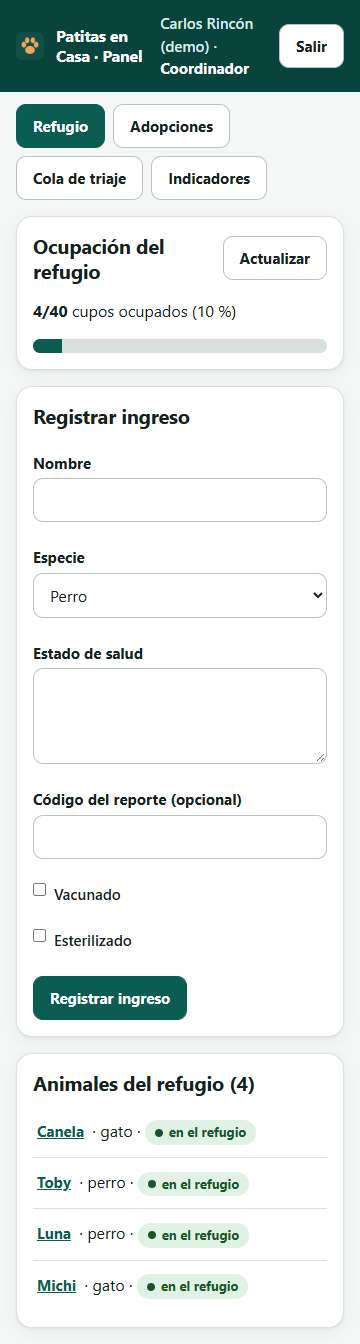 Patitas en
Casa · Panel
Carlos Rincón
(demo) ·
Coordinador
Salir
Refugio
Adopciones
Cola de triaje
Indicadores
Ocupación del
refugio
Actualizar
4/40 cupos ocupados (10 %)
Registrar ingreso
Nombre
Especie
Perro
Estado de salud
Código del reporte (opcional)
Vacunado
Esterilizado
Registrar ingreso
Animales del refugio (4)
Canela · gato · en el refugio
Toby · perro · en el refugio
Luna · perro · en el refugio
Michi · gato · en el refugio